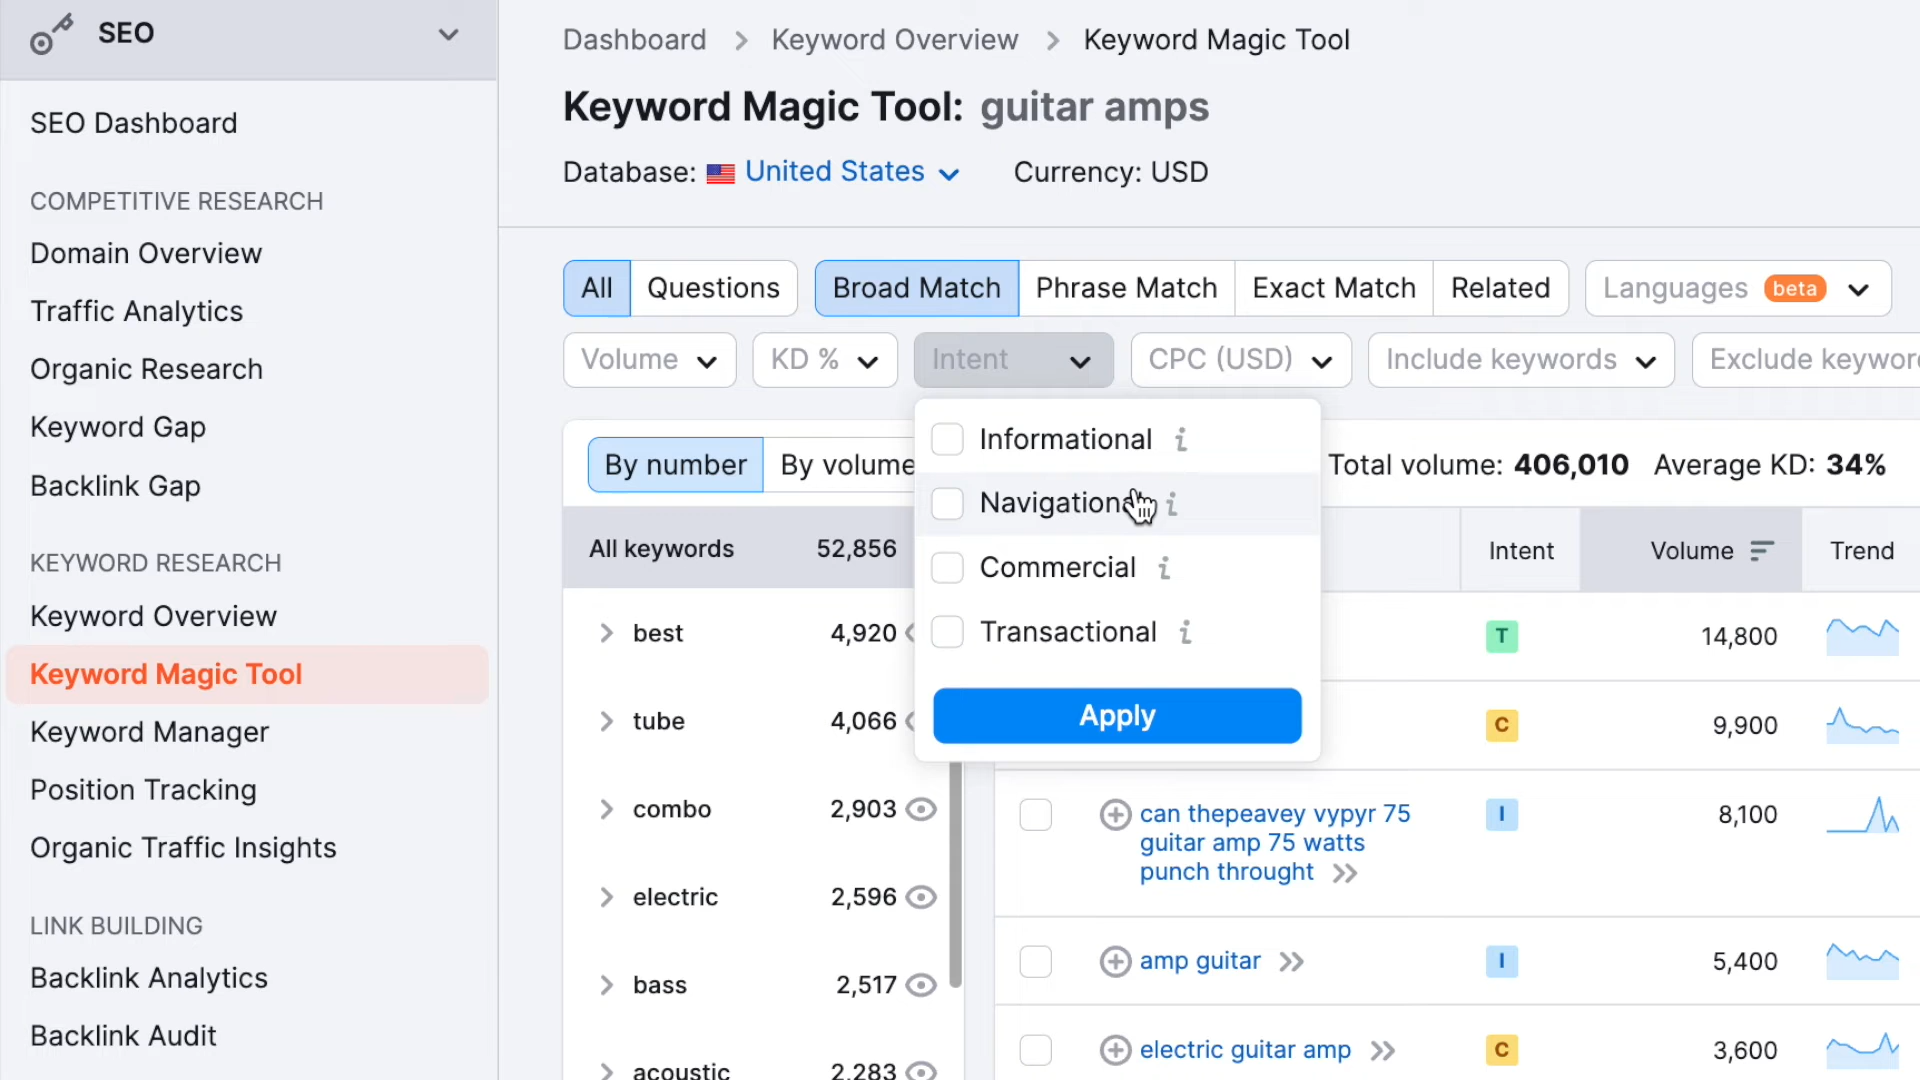 SEO
SEO Dashboard
COMPETITIVE RESEARCH
Domain Overview
Traffic Analytics
Organic Research
Keyword Gap
Backlink Gap
KEYWORD RESEARCH
Keyword Overview
Keyword Magic Tool
Keyword Manager
Position Tracking
Organic Traffic Insights
LINK BUILDING
Backlink Analytics
Backlink Audit
Dashboard > Keyword Overview > Keyword Magic Tool
Keyword Magic Tool: guitar amps
Database: United States Currency: USD
All Questions Broad Match Phrase Match Exact Match Related Languages beta
Volume KD % Intent CPC (USD) Include keywords Exclude keywor
Informational i
Navigationa i
Commercial i
Transactional i
Apply
By number By volume Total volume: 406,010 Average KD: 34%
All keywords 52,856
best 4,920
tube 4,066
combo 2,903
electric 2,596
bass 2,517
acoustic 2,283
Intent Volume Trend
T 14,800
C 9,900
can thepeavey vypyr 75 I 8,100
guitar amp 75 watts
punch throught
amp guitar I 5,400
electric guitar amp C 3,600